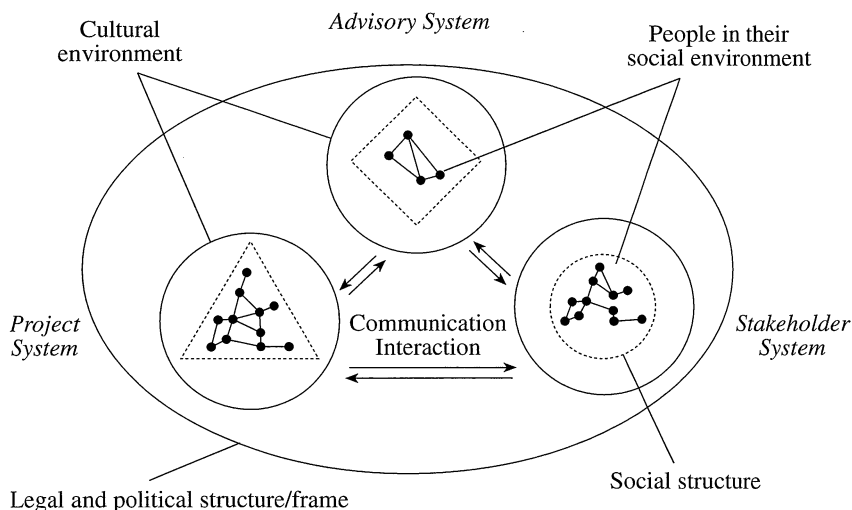 Cultural
environment
Advisory System
People in their
social environment
Project
System
Communication
Interaction
Stakeholder
System
Social structure
Legal and political structure/frame